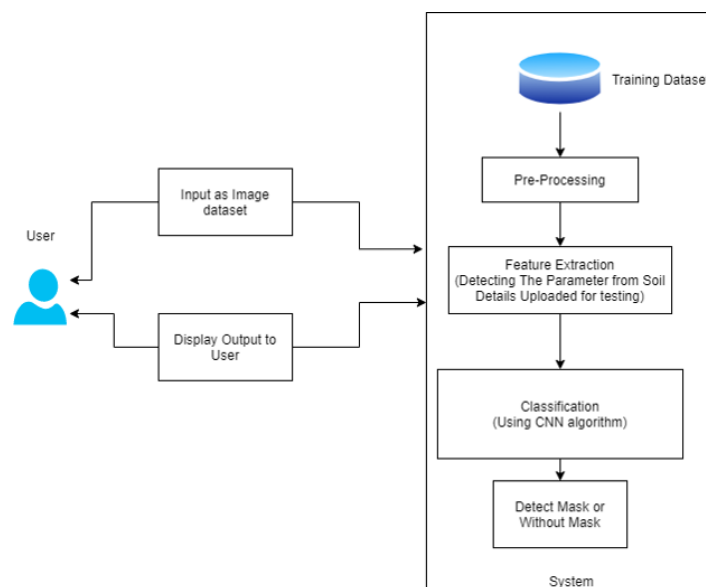 Training Datase
Pre-Processing
Input as Image
dataset
User
Feature Extraction
(Detecting The Parameter from Soil
Details Uploaded for testing)
Display Output to
User
Classification
(Using CNN algorithm)
Detect Mask or
Without Mask
System